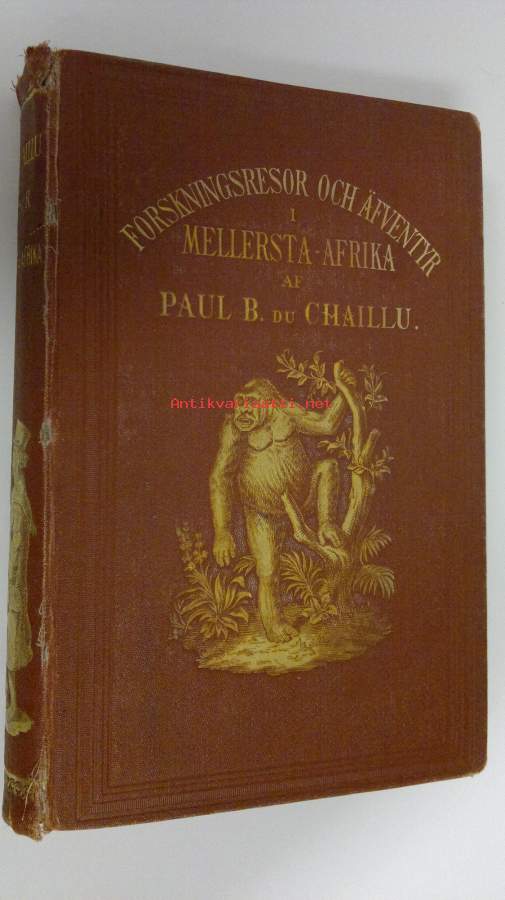 FORSKNINGSRESOR OCH ÄFVENTYR
I
MELLERSTA-AFRIKA
AF
PAUL B. DU CHAILLU.
Antikvariaatti.net